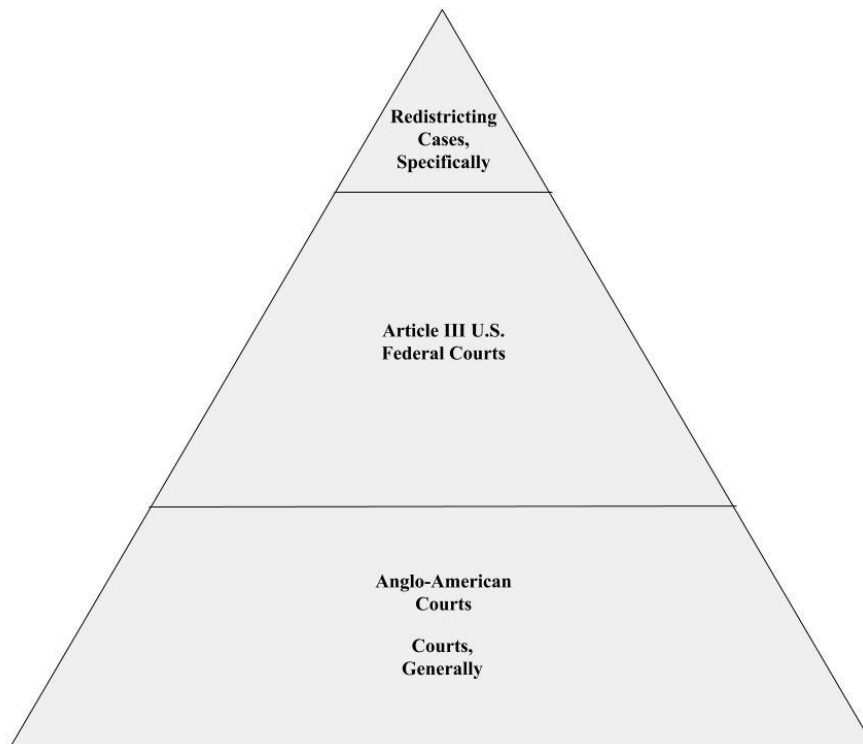 Redistricting
Cases,
Specifically
Article III U.S.
Federal Courts
Anglo-American
Courts
Courts,
Generally